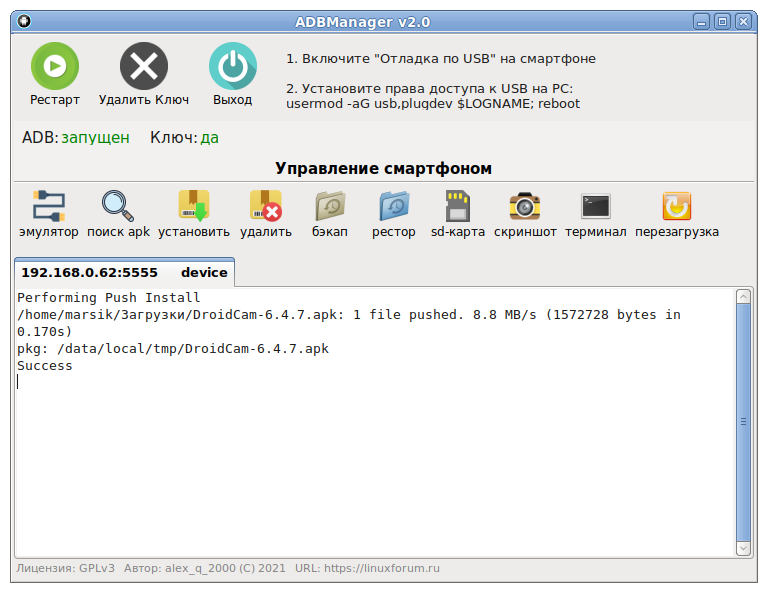 ADBManager v2.0
Рестарт
Удалить Ключ
Выход
1. Включите "Отладка по USB" на смартфоне
2. Установите права доступа к USB на PC:
usermod -aG usb,plugdev $LOGNAME; reboot
ADB: запущен Ключ: да
Управление смартфоном
эмулятор поиск apk установить удалить бэкап рестор sd-карта скриншот терминал перезагрузка
192.168.0.62:5555 device
Performing Push Install
/home/marsik/Загрузки/DroidCam-6.4.7.apk: 1 file pushed. 8.8 MB/s (1572728 bytes in
0.170s)
pkg: /data/local/tmp/DroidCam-6.4.7.apk
Success
Лицензия: GPLv3 Автор: alex_q_2000 (C) 2021 URL: https://linuxforum.ru